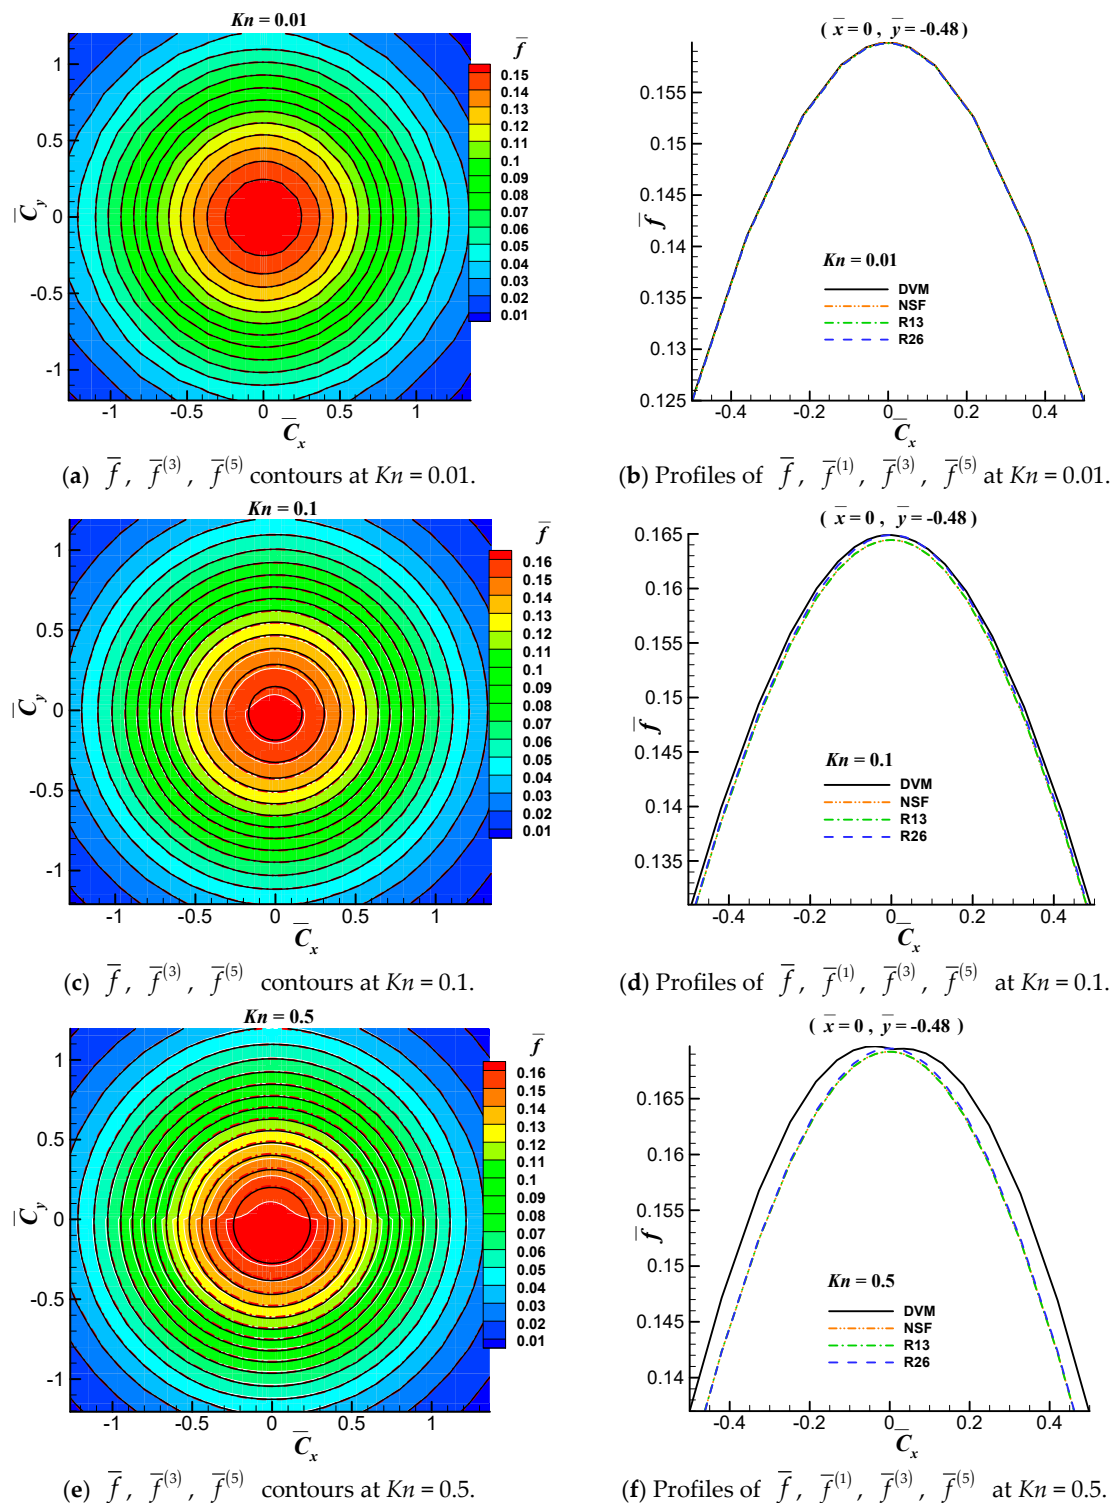 Kn = 0.01
f̅
0.15
0.14
0.13
0.12
0.11
0.1
0.09
0.08
0.07
0.06
0.05
0.04
0.03
0.02
0.01
1
0.5
0
-0.5
-1
C̅y
-1 -0.5 0 0.5 1
C̅x
(a) f̅ , f̅⁽³⁾ , f̅⁽⁵⁾ contours at Kn = 0.01.
( x̅ = 0 , y̅ = -0.48 )
0.155
0.15
0.145
0.14
0.135
0.13
0.125
f̅
Kn = 0.01
DVM
NSF
R13
R26
-0.4 -0.2 0 0.2 0.4
C̅x
(b) Profiles of f̅ , f̅⁽¹⁾ , f̅⁽³⁾ , f̅⁽⁵⁾ at Kn = 0.01.
Kn = 0.1
f̅
0.16
0.15
0.14
0.13
0.12
0.11
0.1
0.09
0.08
0.07
0.06
0.05
0.04
0.03
0.02
0.01
1
0.5
0
-0.5
-1
C̅y
-1 -0.5 0 0.5 1
C̅x
(c) f̅ , f̅⁽³⁾ , f̅⁽⁵⁾ contours at Kn = 0.1.
( x̅ = 0 , y̅ = -0.48 )
0.165
0.16
0.155
0.15
0.145
0.14
0.135
f̅
Kn = 0.1
DVM
NSF
R13
R26
-0.4 -0.2 0 0.2 0.4
C̅x
(d) Profiles of f̅ , f̅⁽¹⁾ , f̅⁽³⁾ , f̅⁽⁵⁾ at Kn = 0.1.
Kn = 0.5
f̅
0.16
0.15
0.14
0.13
0.12
0.11
0.1
0.09
0.08
0.07
0.06
0.05
0.04
0.03
0.02
0.01
1
0.5
0
-0.5
-1
C̅y
-1 -0.5 0 0.5 1
C̅x
(e) f̅ , f̅⁽³⁾ , f̅⁽⁵⁾ contours at Kn = 0.5.
( x̅ = 0 , y̅ = -0.48 )
0.165
0.16
0.155
0.15
0.145
0.14
f̅
Kn = 0.5
DVM
NSF
R13
R26
-0.4 -0.2 0 0.2 0.4
C̅x
(f) Profiles of f̅ , f̅⁽¹⁾ , f̅⁽³⁾ , f̅⁽⁵⁾ at Kn = 0.5.